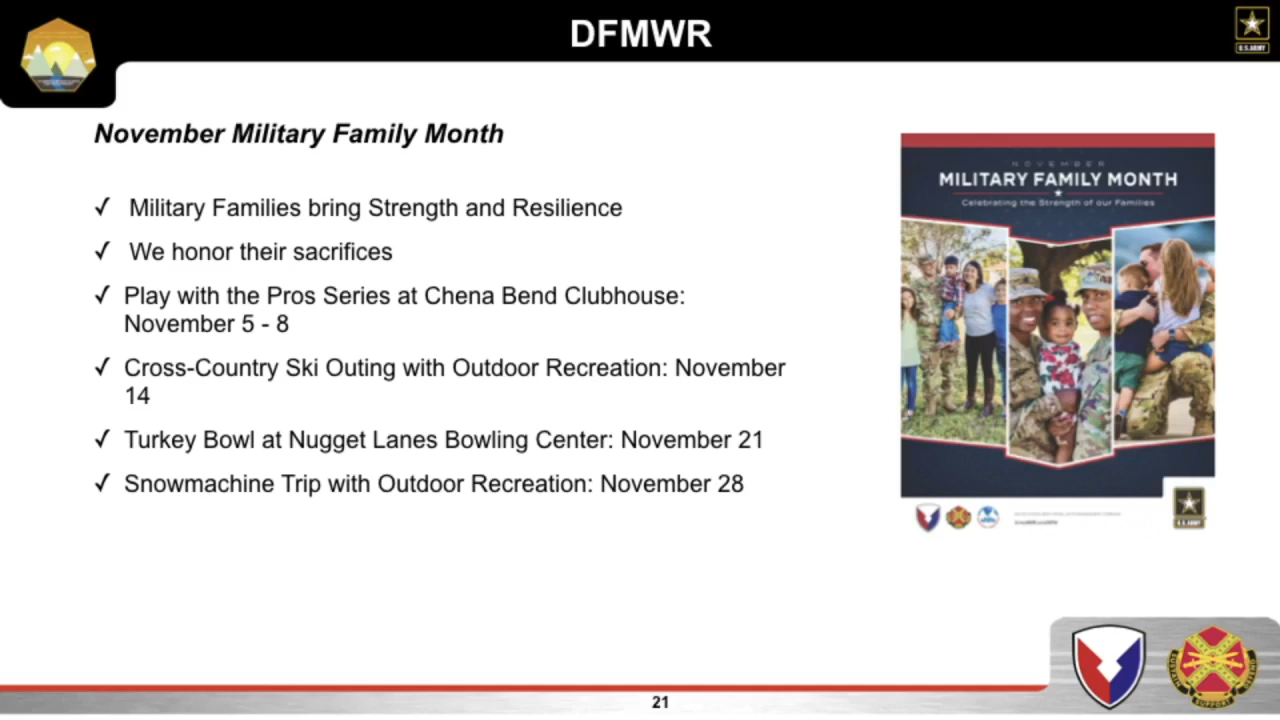 DFMWR
U.S.ARMY
November Military Family Month
✓ Military Families bring Strength and Resilience
✓ We honor their sacrifices
✓ Play with the Pros Series at Chena Bend Clubhouse:
November 5 - 8
✓ Cross-Country Ski Outing with Outdoor Recreation: November
14
✓ Turkey Bowl at Nugget Lanes Bowling Center: November 21
✓ Snowmachine Trip with Outdoor Recreation: November 28
NOVEMBER
MILITARY FAMILY MONTH
Celebrating the Strength of our Families
U.S.ARMY
SUSTAIN SUPPORT DEFEND
21